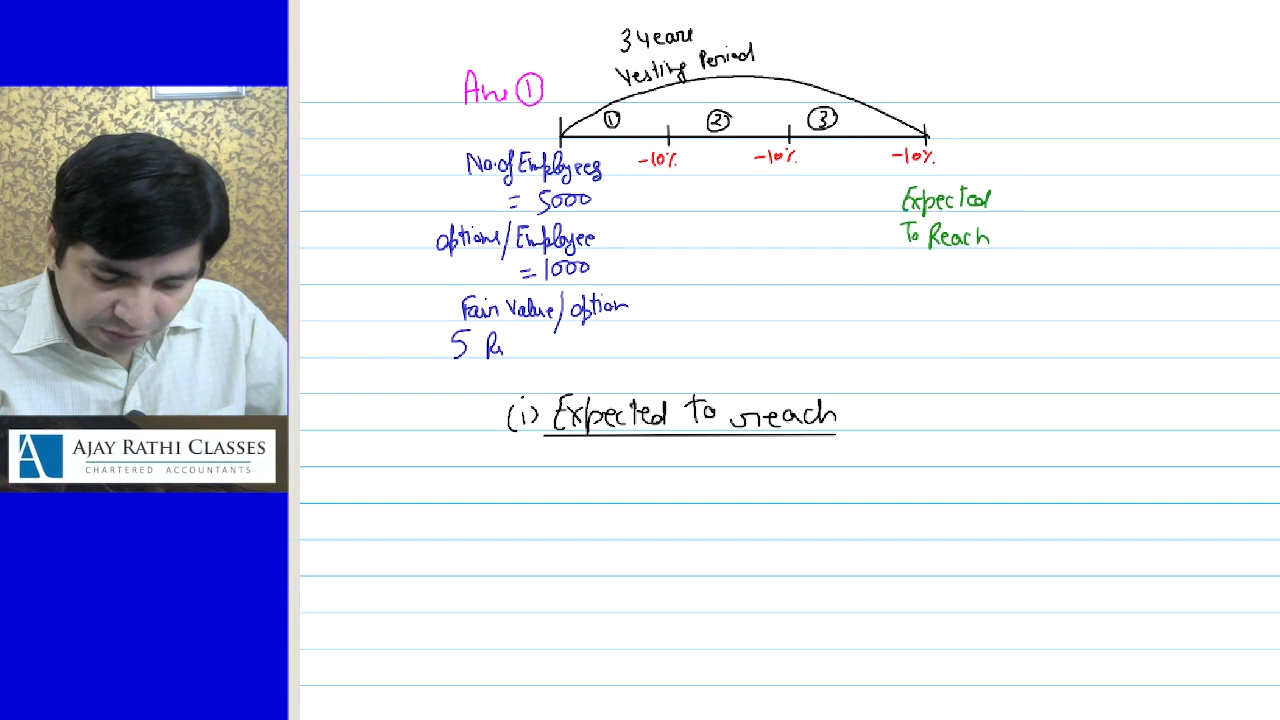 3 years
Vesting Period
Ans ①
① ② ③
-10% -10% -10%
No. of Employees
= 5000
Expected
To Reach
options/Employee
= 1000
Fair Value/option
5 Rs
(i) Expected To reach
AJAY RATHI CLASSES
CHARTERED ACCOUNTANTS